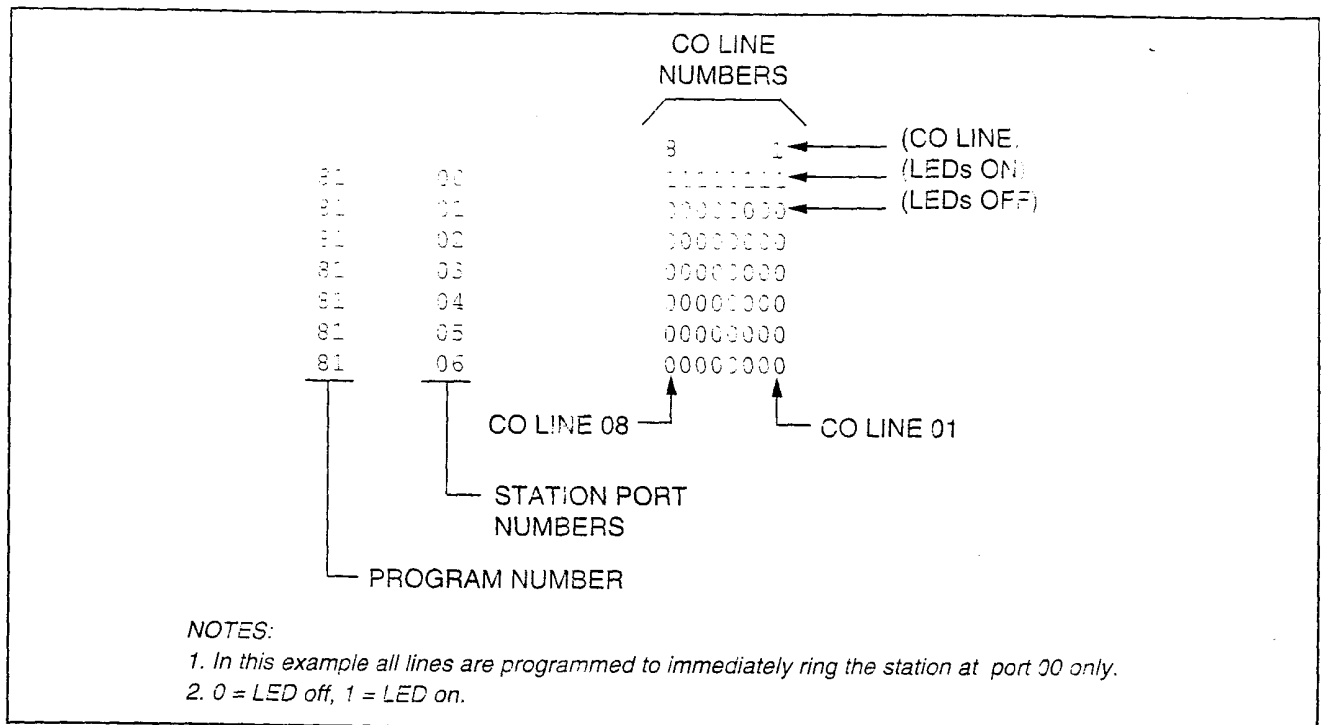 CO LINE
NUMBERS
8 1 (CO LINE)
81 00 11111111 (LEDs ON)
81 01 00000000 (LEDs OFF)
81 02 00000000
81 03 00000000
81 04 00000000
81 05 00000000
81 06 00000000
CO LINE 08 CO LINE 01
STATION PORT
NUMBERS
PROGRAM NUMBER
NOTES:
1. In this example all lines are programmed to immediately ring the station at port 00 only.
2. 0 = LED off, 1 = LED on.